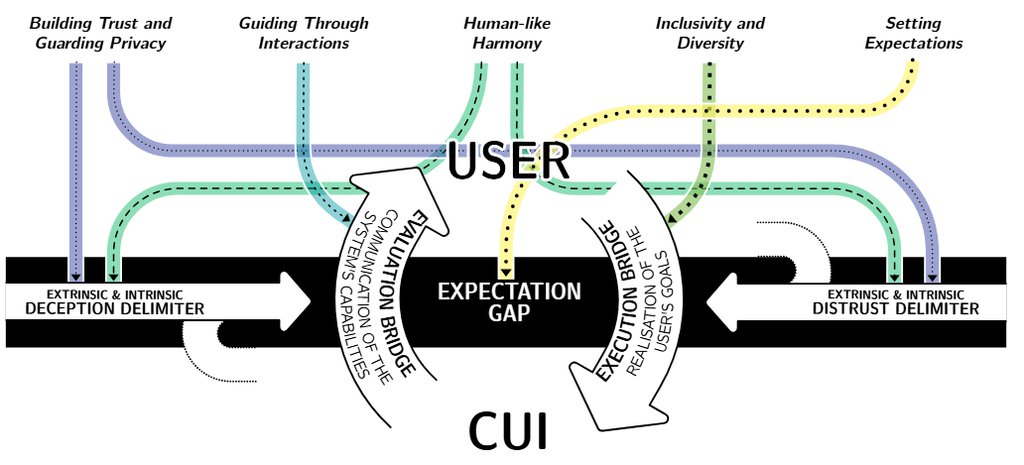 Building Trust and
Guarding Privacy
Guiding Through
Interactions
Human-like
Harmony
Inclusivity and
Diversity
Setting
Expectations
USER
EVALUATION BRIDGE
COMMUNICATION OF THE
SYSTEM'S CAPABILITIES
EXECUTION BRIDGE
REALISATION OF THE
USER'S GOALS
EXTRINSIC & INTRINSIC
DECEPTION DELIMITER
EXPECTATION
GAP
EXTRINSIC & INTRINSIC
DISTRUST DELIMITER
CUI